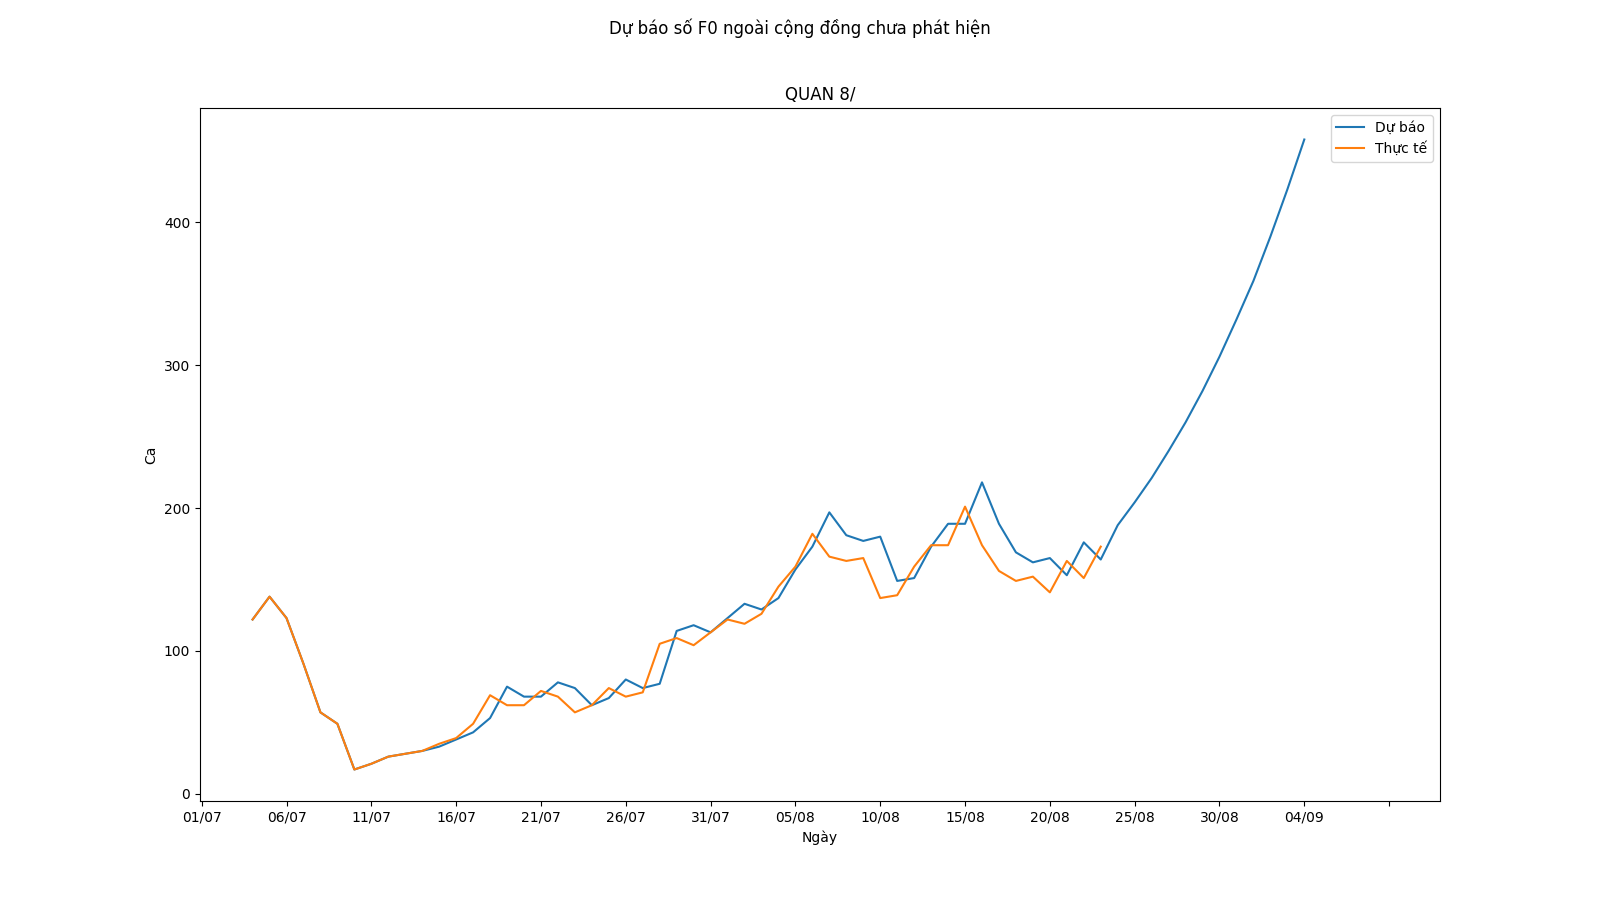 Dự báo số F0 ngoài cộng đồng chưa phát hiện
QUAN 8/
Dự báo
Thực tế
400
300
200
100
0
Ca
01/07 06/07 11/07 16/07 21/07 26/07 31/07 05/08 10/08 15/08 20/08 25/08 30/08 04/09
Ngày